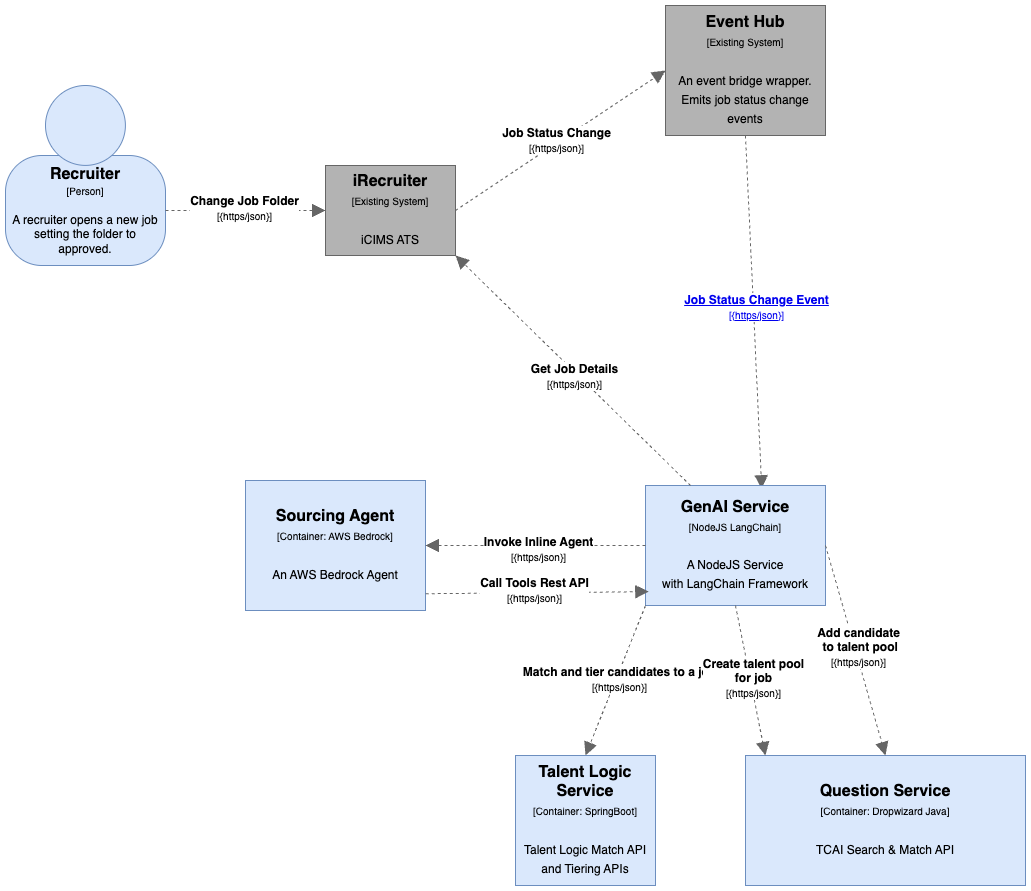 Event Hub
[Existing System]
An event bridge wrapper.
Emits job status change
events
Job Status Change
[{https/json}]
Recruiter
[Person]
A recruiter opens a new job
setting the folder to
approved.
Change Job Folder
[{https/json}]
iRecruiter
[Existing System]
iCIMS ATS
Job Status Change Event
[{https/json}]
Get Job Details
[{https/json}]
Sourcing Agent
[Container: AWS Bedrock]
An AWS Bedrock Agent
Invoke Inline Agent
[{https/json}]
Call Tools Rest API
[{https/json}]
GenAI Service
[NodeJS LangChain]
A NodeJS Service
with LangChain Framework
Match and tier candidates to a
[{https/json}]
Create talent pool
for job
[{https/json}]
Add candidate
to talent pool
[{https/json}]
Talent Logic
Service
[Container: SpringBoot]
Talent Logic Match API
and Tiering APIs
Question Service
[Container: Dropwizard Java]
TCAI Search & Match API